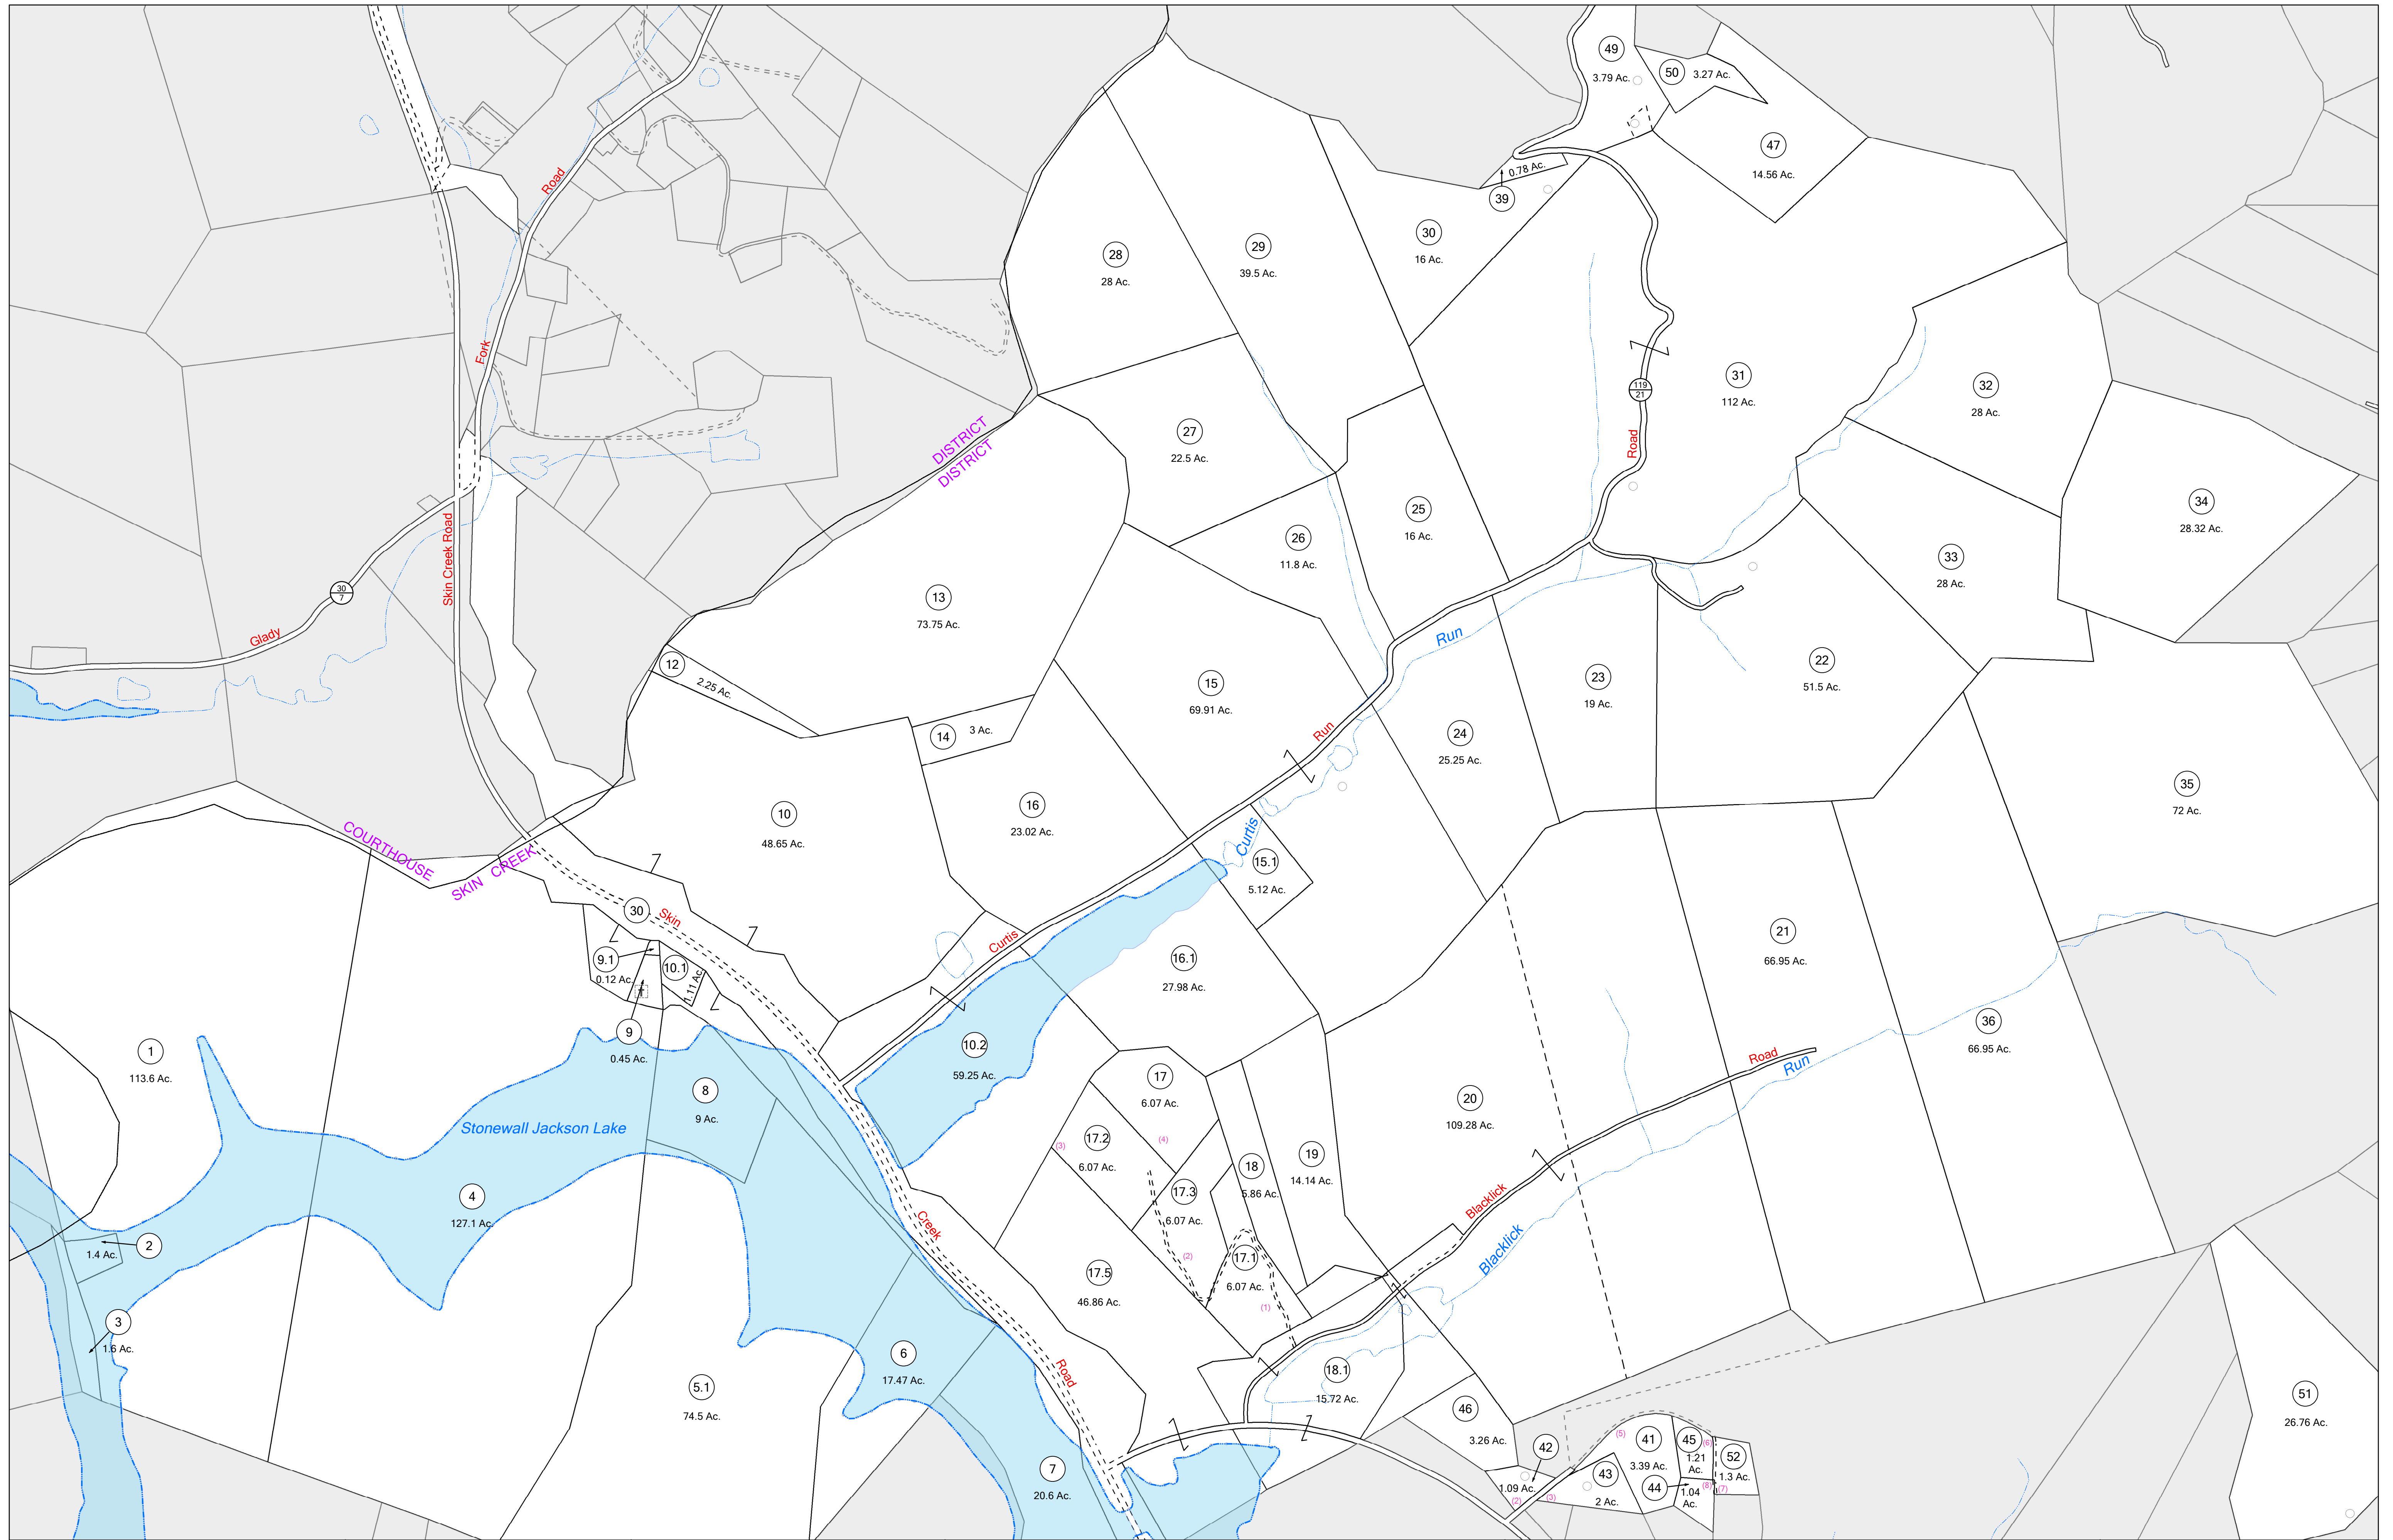 49
3.79 Ac.
50
3.27 Ac.
47
14.56 Ac.
0.78 Ac.
39
Road
28
28 Ac.
29
39.5 Ac.
30
16 Ac.
Fork
31
112 Ac.
32
28 Ac.
119
21
Road
27
22.5 Ac.
DISTRICT
DISTRICT
26
11.8 Ac.
25
16 Ac.
34
28.32 Ac.
33
28 Ac.
Skin Creek Road
30
7
Glady
13
73.75 Ac.
12
2.25 Ac.
Run
15
69.91 Ac.
23
19 Ac.
22
51.5 Ac.
14
3 Ac.
Run
24
25.25 Ac.
35
72 Ac.
10
48.65 Ac.
16
23.02 Ac.
COURTHOUSE
SKIN CREEK
Curtis
15.1
5.12 Ac.
30
Skin
Curtis
21
66.95 Ac.
9.1
0.12 Ac.
10.1
1.11 Ac.
16.1
27.98 Ac.
9
0.45 Ac.
1
113.6 Ac.
10.2
59.25 Ac.
36
66.95 Ac.
Road
Run
8
9 Ac.
17
6.07 Ac.
20
109.28 Ac.
Stonewall Jackson Lake
(3)
17.2
6.07 Ac.
(4)
18
5.86 Ac.
19
14.14 Ac.
4
127.1 Ac.
17.3
6.07 Ac.
Blacklick
Creek
2
1.4 Ac.
(2)
17.1
6.07 Ac.
Blacklick
17.5
46.86 Ac.
(1)
3
1.6 Ac.
6
17.47 Ac.
Road
18.1
15.72 Ac.
5.1
74.5 Ac.
51
26.76 Ac.
46
3.26 Ac.
42
1.09 Ac.
(2)
(3)
(5)
41
3.39 Ac.
45
(6)
1.21
Ac.
52
1.3 Ac.
43
2 Ac.
44
1.04
Ac.
(8)
(7)
7
20.6 Ac.